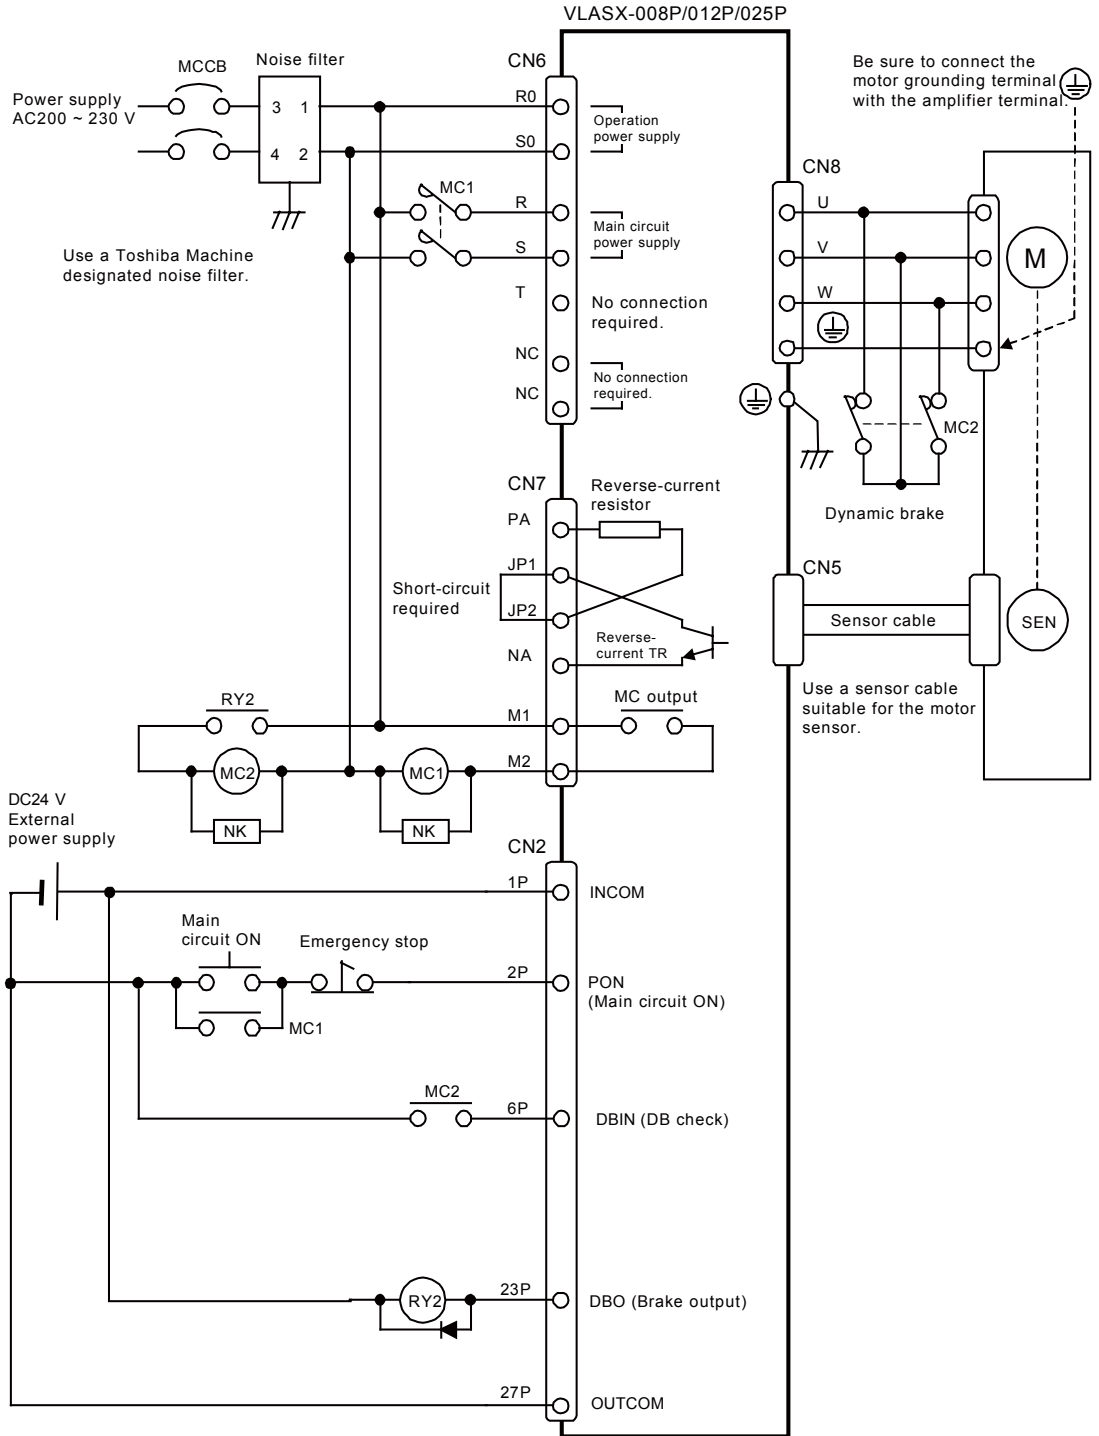 VLASX-008P/012P/025P
MCCB
Noise filter
CN6
Be sure to connect the
motor grounding terminal
with the amplifier terminal.
Power supply
AC200 ~ 230 V
3 1
4 2
R0
S0
Operation
power supply
CN8
MC1
R
S
Main circuit
power supply
U
V
W
M
Use a Toshiba Machine
designated noise filter.
T
No connection
required.
NC
NC
No connection
required.
MC2
Dynamic brake
CN7
Reverse-current
resistor
PA
JP1
JP2
Short-circuit
required
NA
Reverse-
current TR
CN5
Sensor cable
SEN
Use a sensor cable
suitable for the motor
sensor.
RY2
M1
MC output
MC2
MC1
M2
NK
NK
DC24 V
External
power supply
CN2
1P
INCOM
Main
circuit ON
Emergency stop
2P
PON
(Main circuit ON)
MC1
MC2
6P
DBIN (DB check)
RY2
23P
DBO (Brake output)
27P
OUTCOM